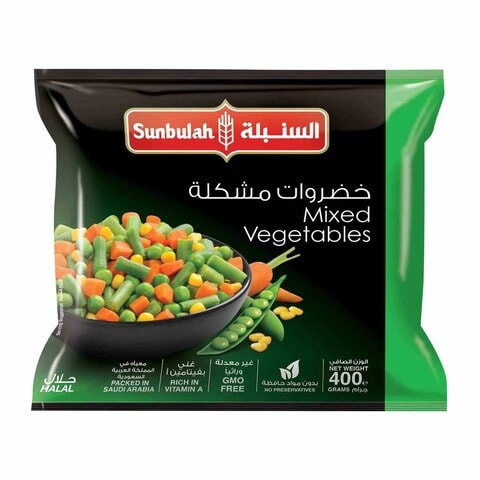 Sunbulah السنبلة
خضروات مشكلة
Mixed
Vegetables
حلال
HALAL
معبأه في
المملكة العربية
السعودية
PACKED IN
SAUDI ARABIA
غني
بفيتامين أ
RICH IN
VITAMIN A
غير معدلة
وراثيا
GMO
FREE
بدون مواد حافظة
NO PRESERVATIVES
الوزن الصافي
NET WEIGHT
400 جم
GRAMS جرام